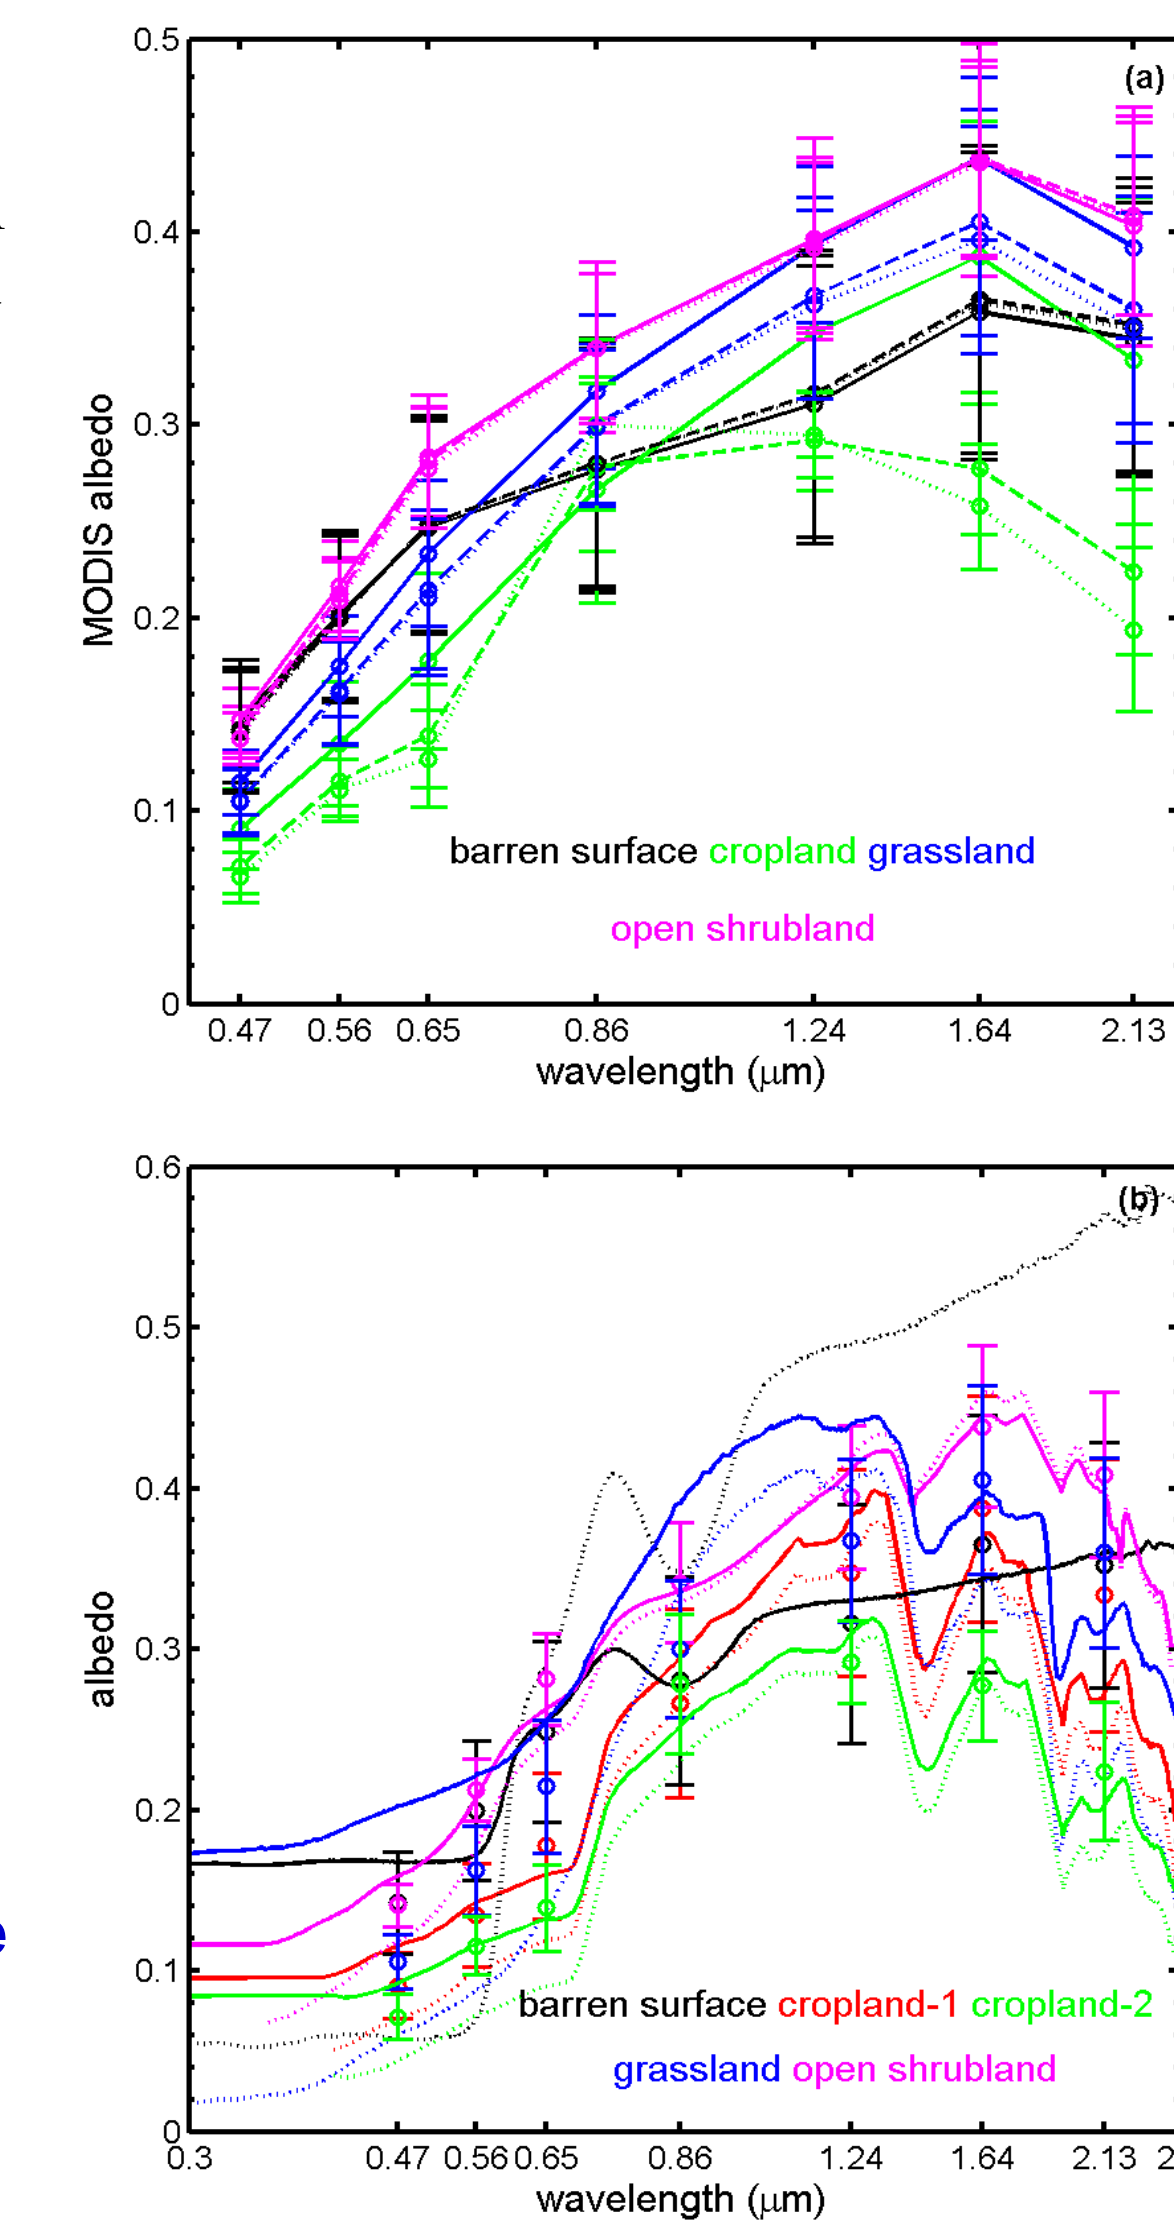 0.5
(a)
0.4
0.3
MODIS albedo
0.2
0.1
barren surface cropland grassland
open shrubland
0
0.47 0.56 0.65 0.86 1.24 1.64 2.13
wavelength (μm)
0.6
(b)
0.5
0.4
0.3
albedo
0.2
0.1
barren surface cropland-1 cropland-2
grassland open shrubland
0
0.3 0.47 0.56 0.65 0.86 1.24 1.64 2.13 2
wavelength (μm)